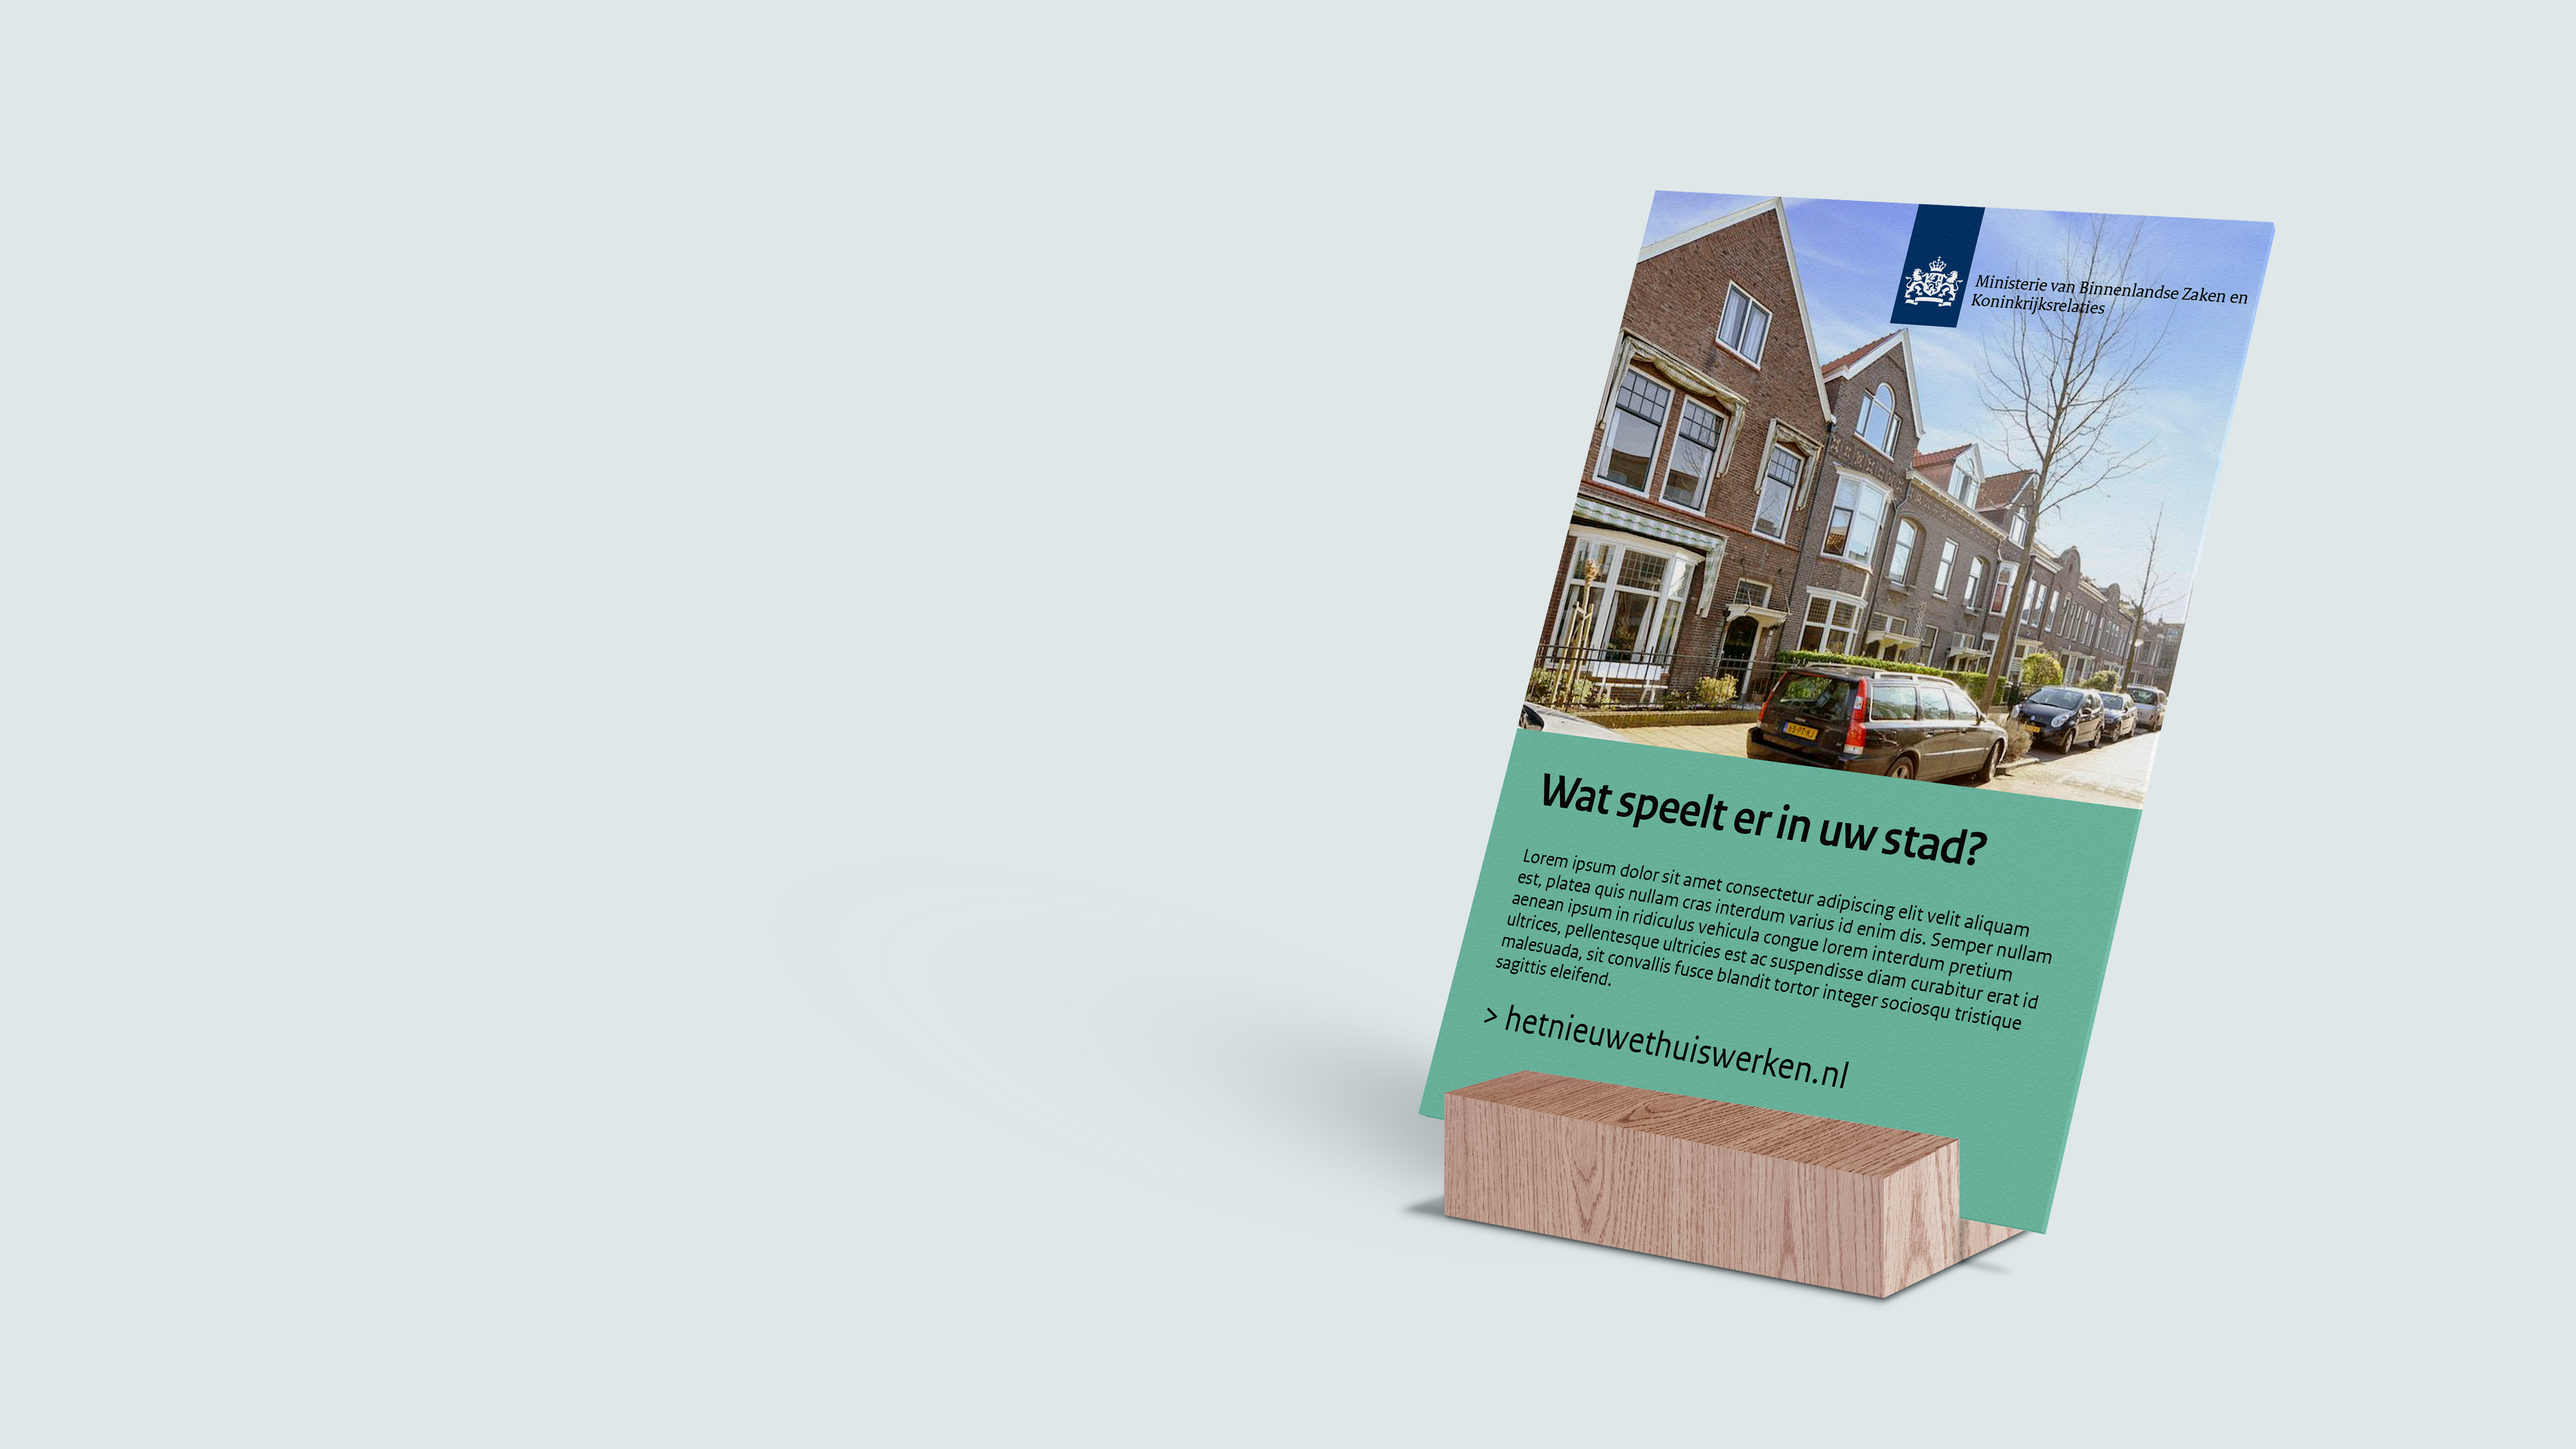 Ministerie van Binnenlandse Zaken en
Koninkrijksrelaties
Wat speelt er in uw stad?
Lorem ipsum dolor sit amet consectetur adipiscing elit velit aliquam
est, platea quis nullam cras interdum varius id enim dis. Semper nullam
aenean ipsum in ridiculus vehicula congue lorem interdum pretium
ultrices, pellentesque ultricies est ac suspendisse diam curabitur erat id
malesuada, sit convallis fusce blandit tortor integer sociosqu tristique
sagittis eleifend.
> hetnieuwethuiswerken.nl